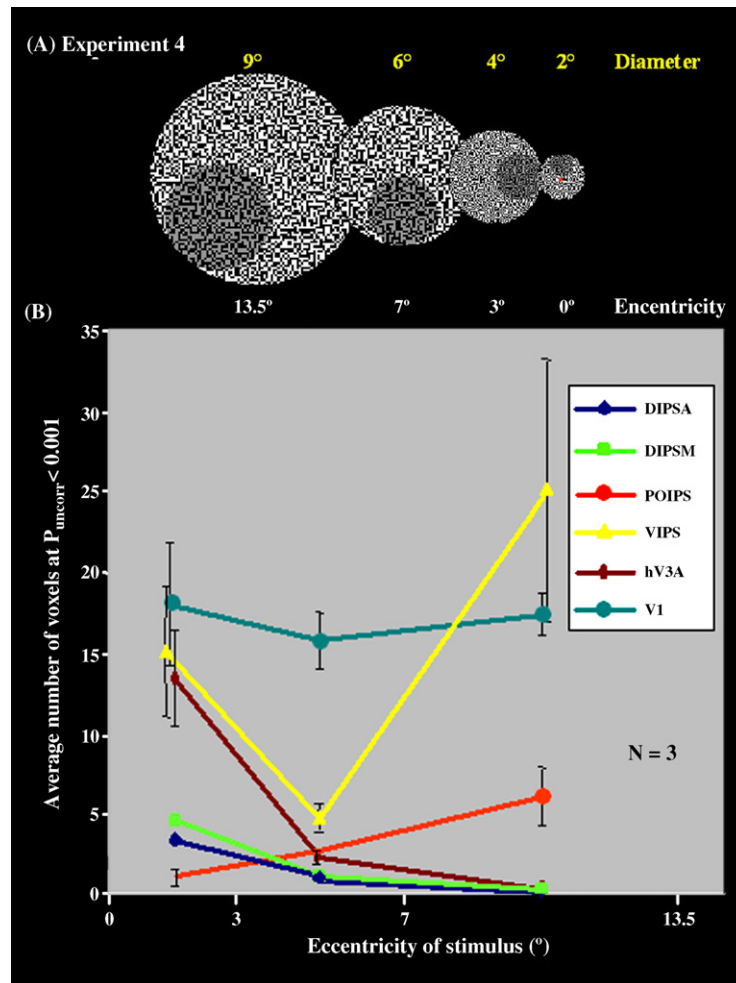 (A) Experiment 4
9° 6° 4° 2° Diameter
13.5° 7° 3° 0° Encentricity
(B)
35
30
25
20
15
10
5
0
Average number of voxels at Puncorr< 0.001
DIPSA
DIPSM
POIPS
VIPS
hV3A
V1
N = 3
0 3 7 13.5
Eccentricity of stimulus (°)